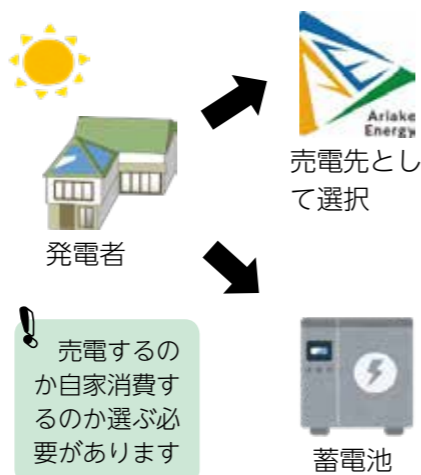 Ariake
Energy
売電先とし
て選択
発電者
!
売電するの
か自家消費す
るのか選ぶ必
要があります
蓄電池